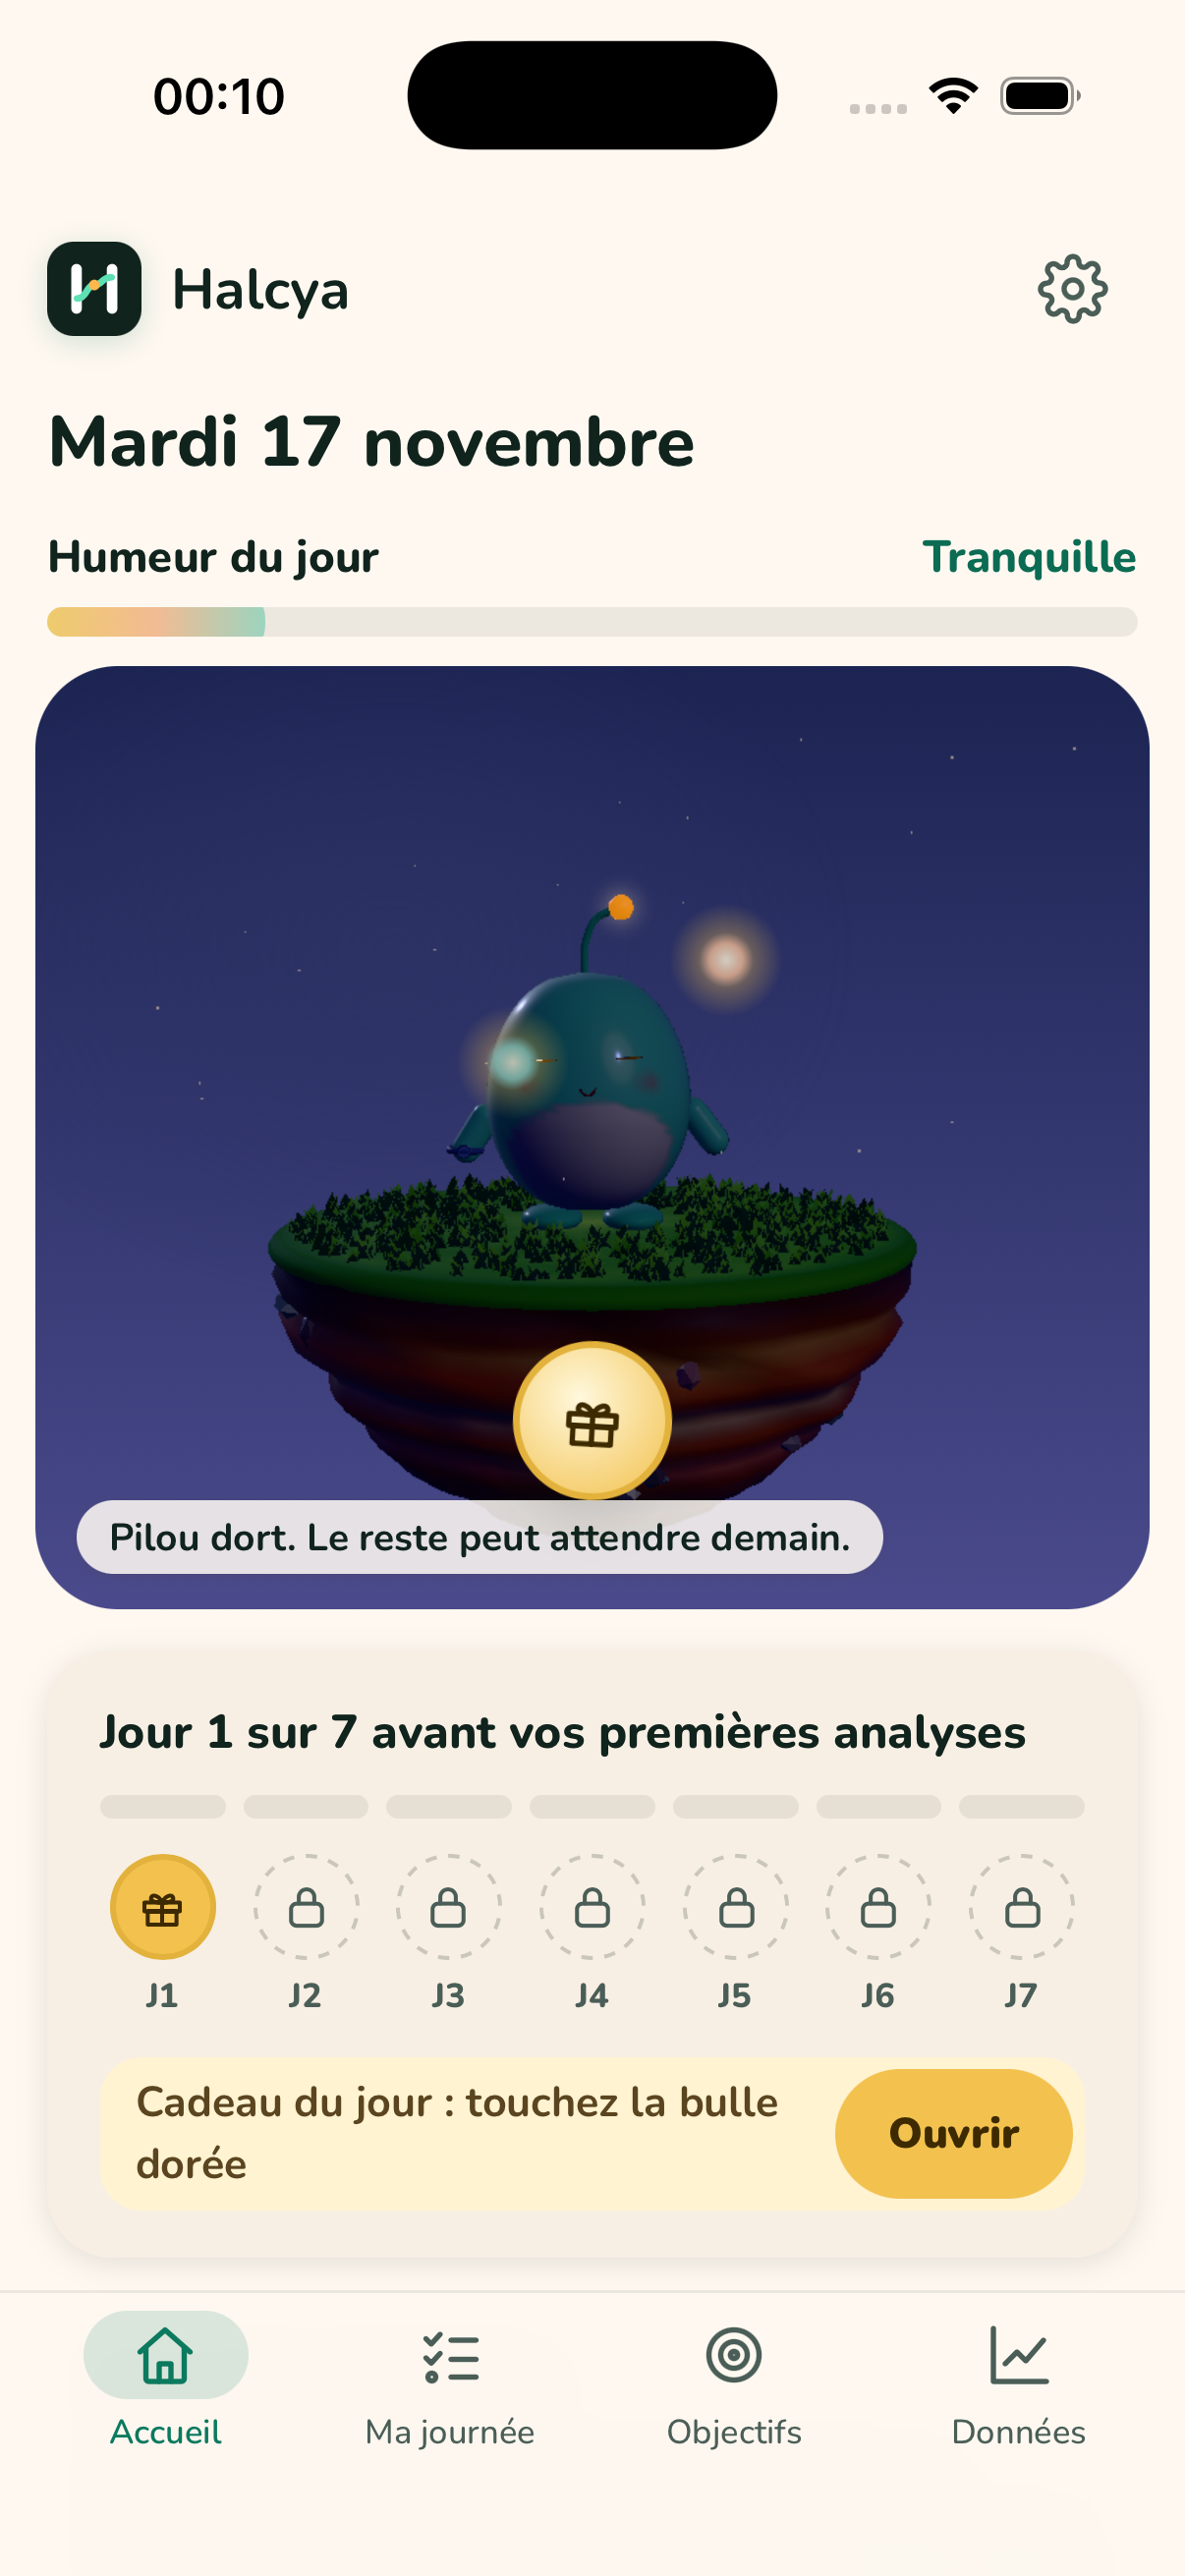 00:10
Halcya
Mardi 17 novembre
Humeur du jour
Tranquille
Pilou dort. Le reste peut attendre demain.
Jour 1 sur 7 avant vos premières analyses
J1
J2
J3
J4
J5
J6
J7
Cadeau du jour : touchez la bulle
dorée
Ouvrir
Accueil
Ma journée
Objectifs
Données